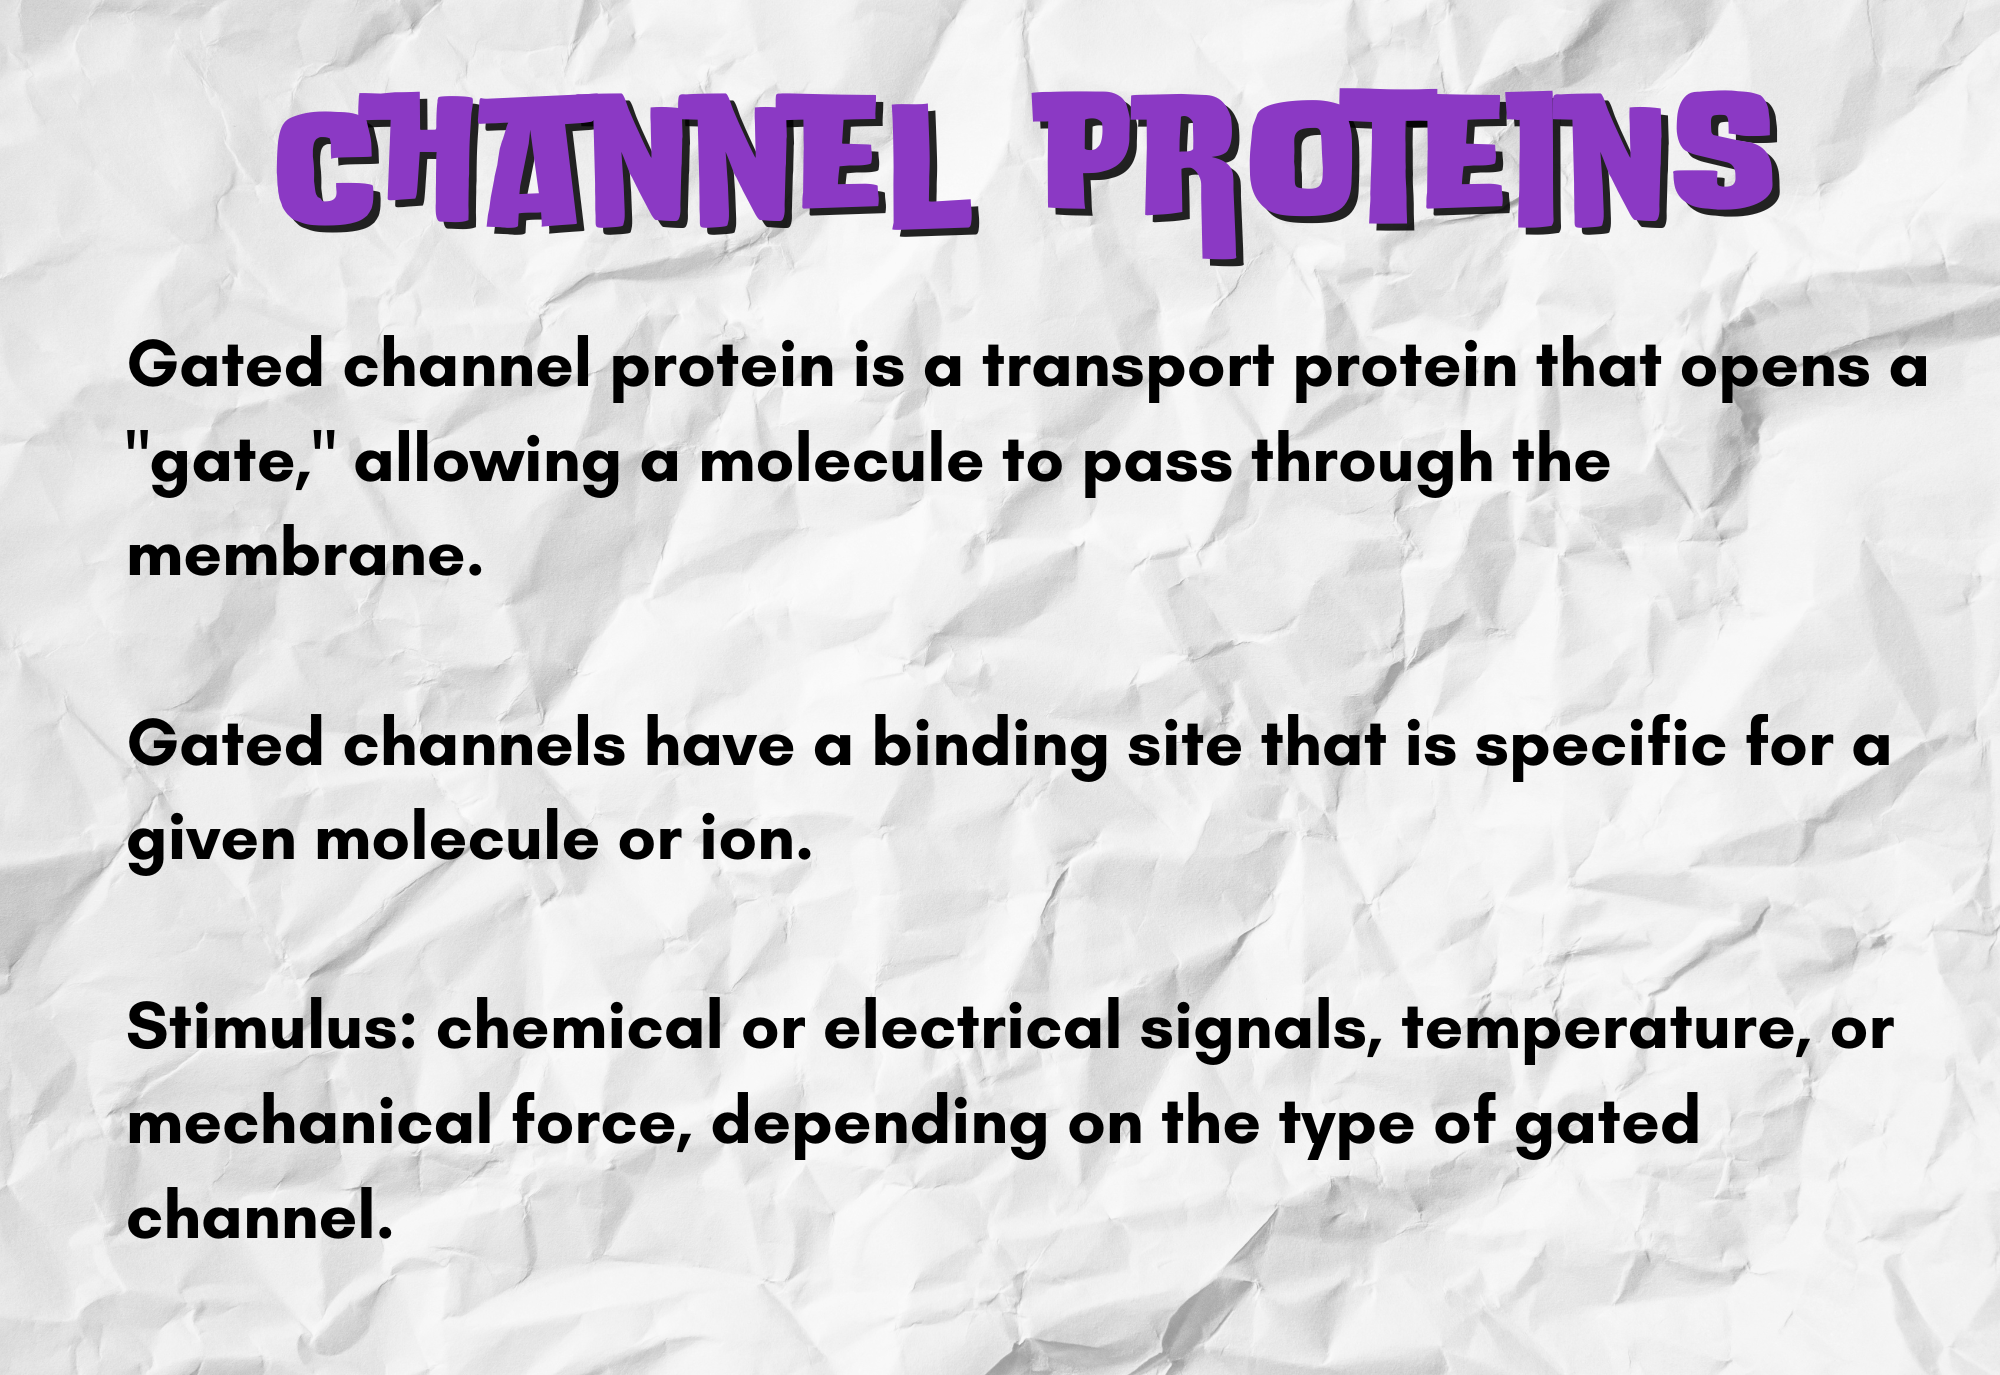 CHANNEL PROTEINS
Gated channel protein is a transport protein that opens a
"gate," allowing a molecule to pass through the
membrane.
Gated channels have a binding site that is specific for a
given molecule or ion.
Stimulus: chemical or electrical signals, temperature, or
mechanical force, depending on the type of gated
channel.